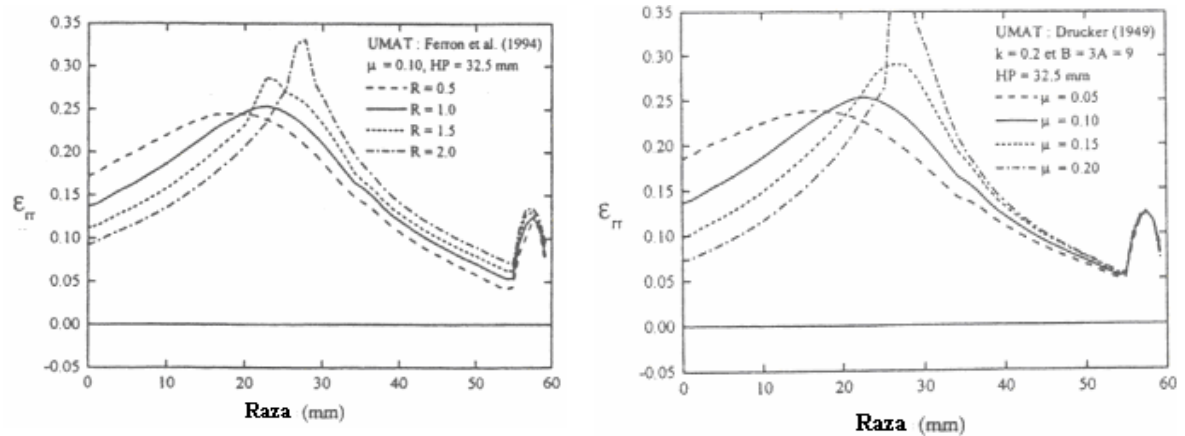 0.35
0.30
0.25
0.20
0.15
0.10
0.05
0.00
-0.05
εrr
0
10
20
30
40
50
60
Raza (mm)
UMAT : Ferron et al. (1994)
μ = 0.10, HP = 32.5 mm
R = 0.5
R = 1.0
R = 1.5
R = 2.0
0.35
0.30
0.25
0.20
0.15
0.10
0.05
0.00
-0.05
εrr
0
10
20
30
40
50
60
Raza (mm)
UMAT : Drucker (1949)
k = 0.2 et B = 3A = 9
HP = 32.5 mm
μ = 0.05
μ = 0.10
μ = 0.15
μ = 0.20